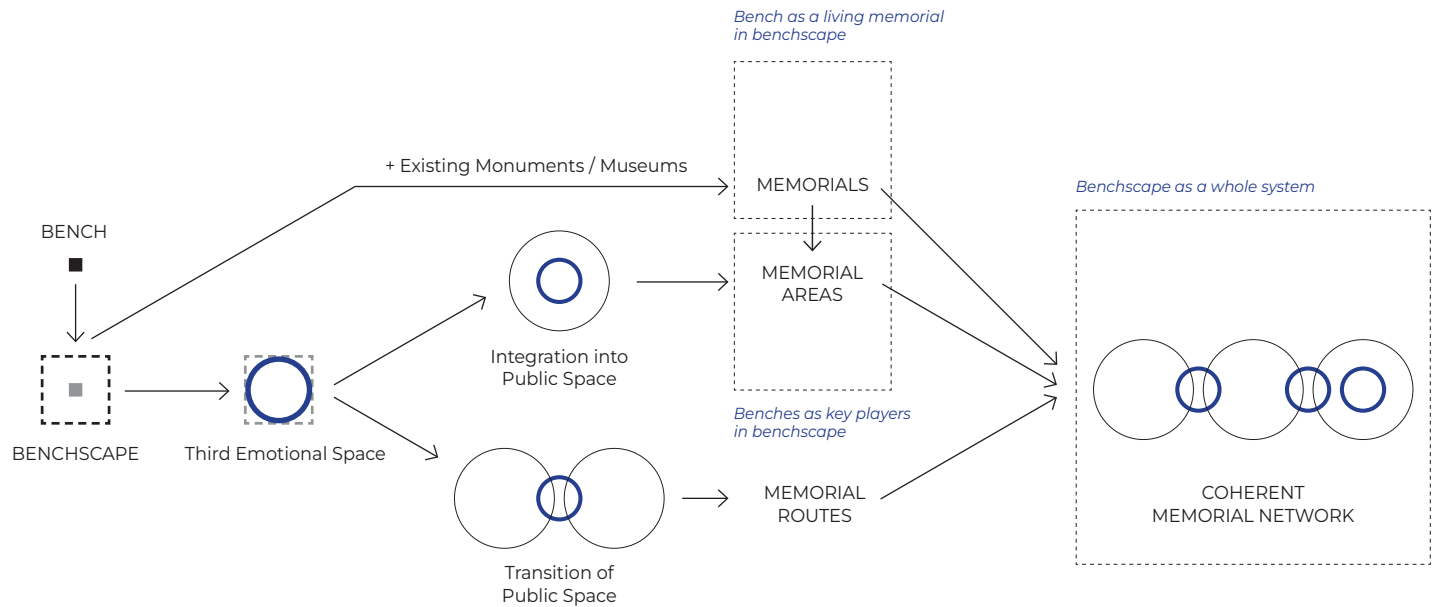 Bench as a living memorial
in benchscape
+ Existing Monuments / Museums
MEMORIALS
Benchscape as a whole system
BENCH
MEMORIAL
AREAS
Integration into
Public Space
Benches as key players
in benchscape
BENCHSCAPE
Third Emotional Space
MEMORIAL
ROUTES
COHERENT
MEMORIAL NETWORK
Transition of
Public Space